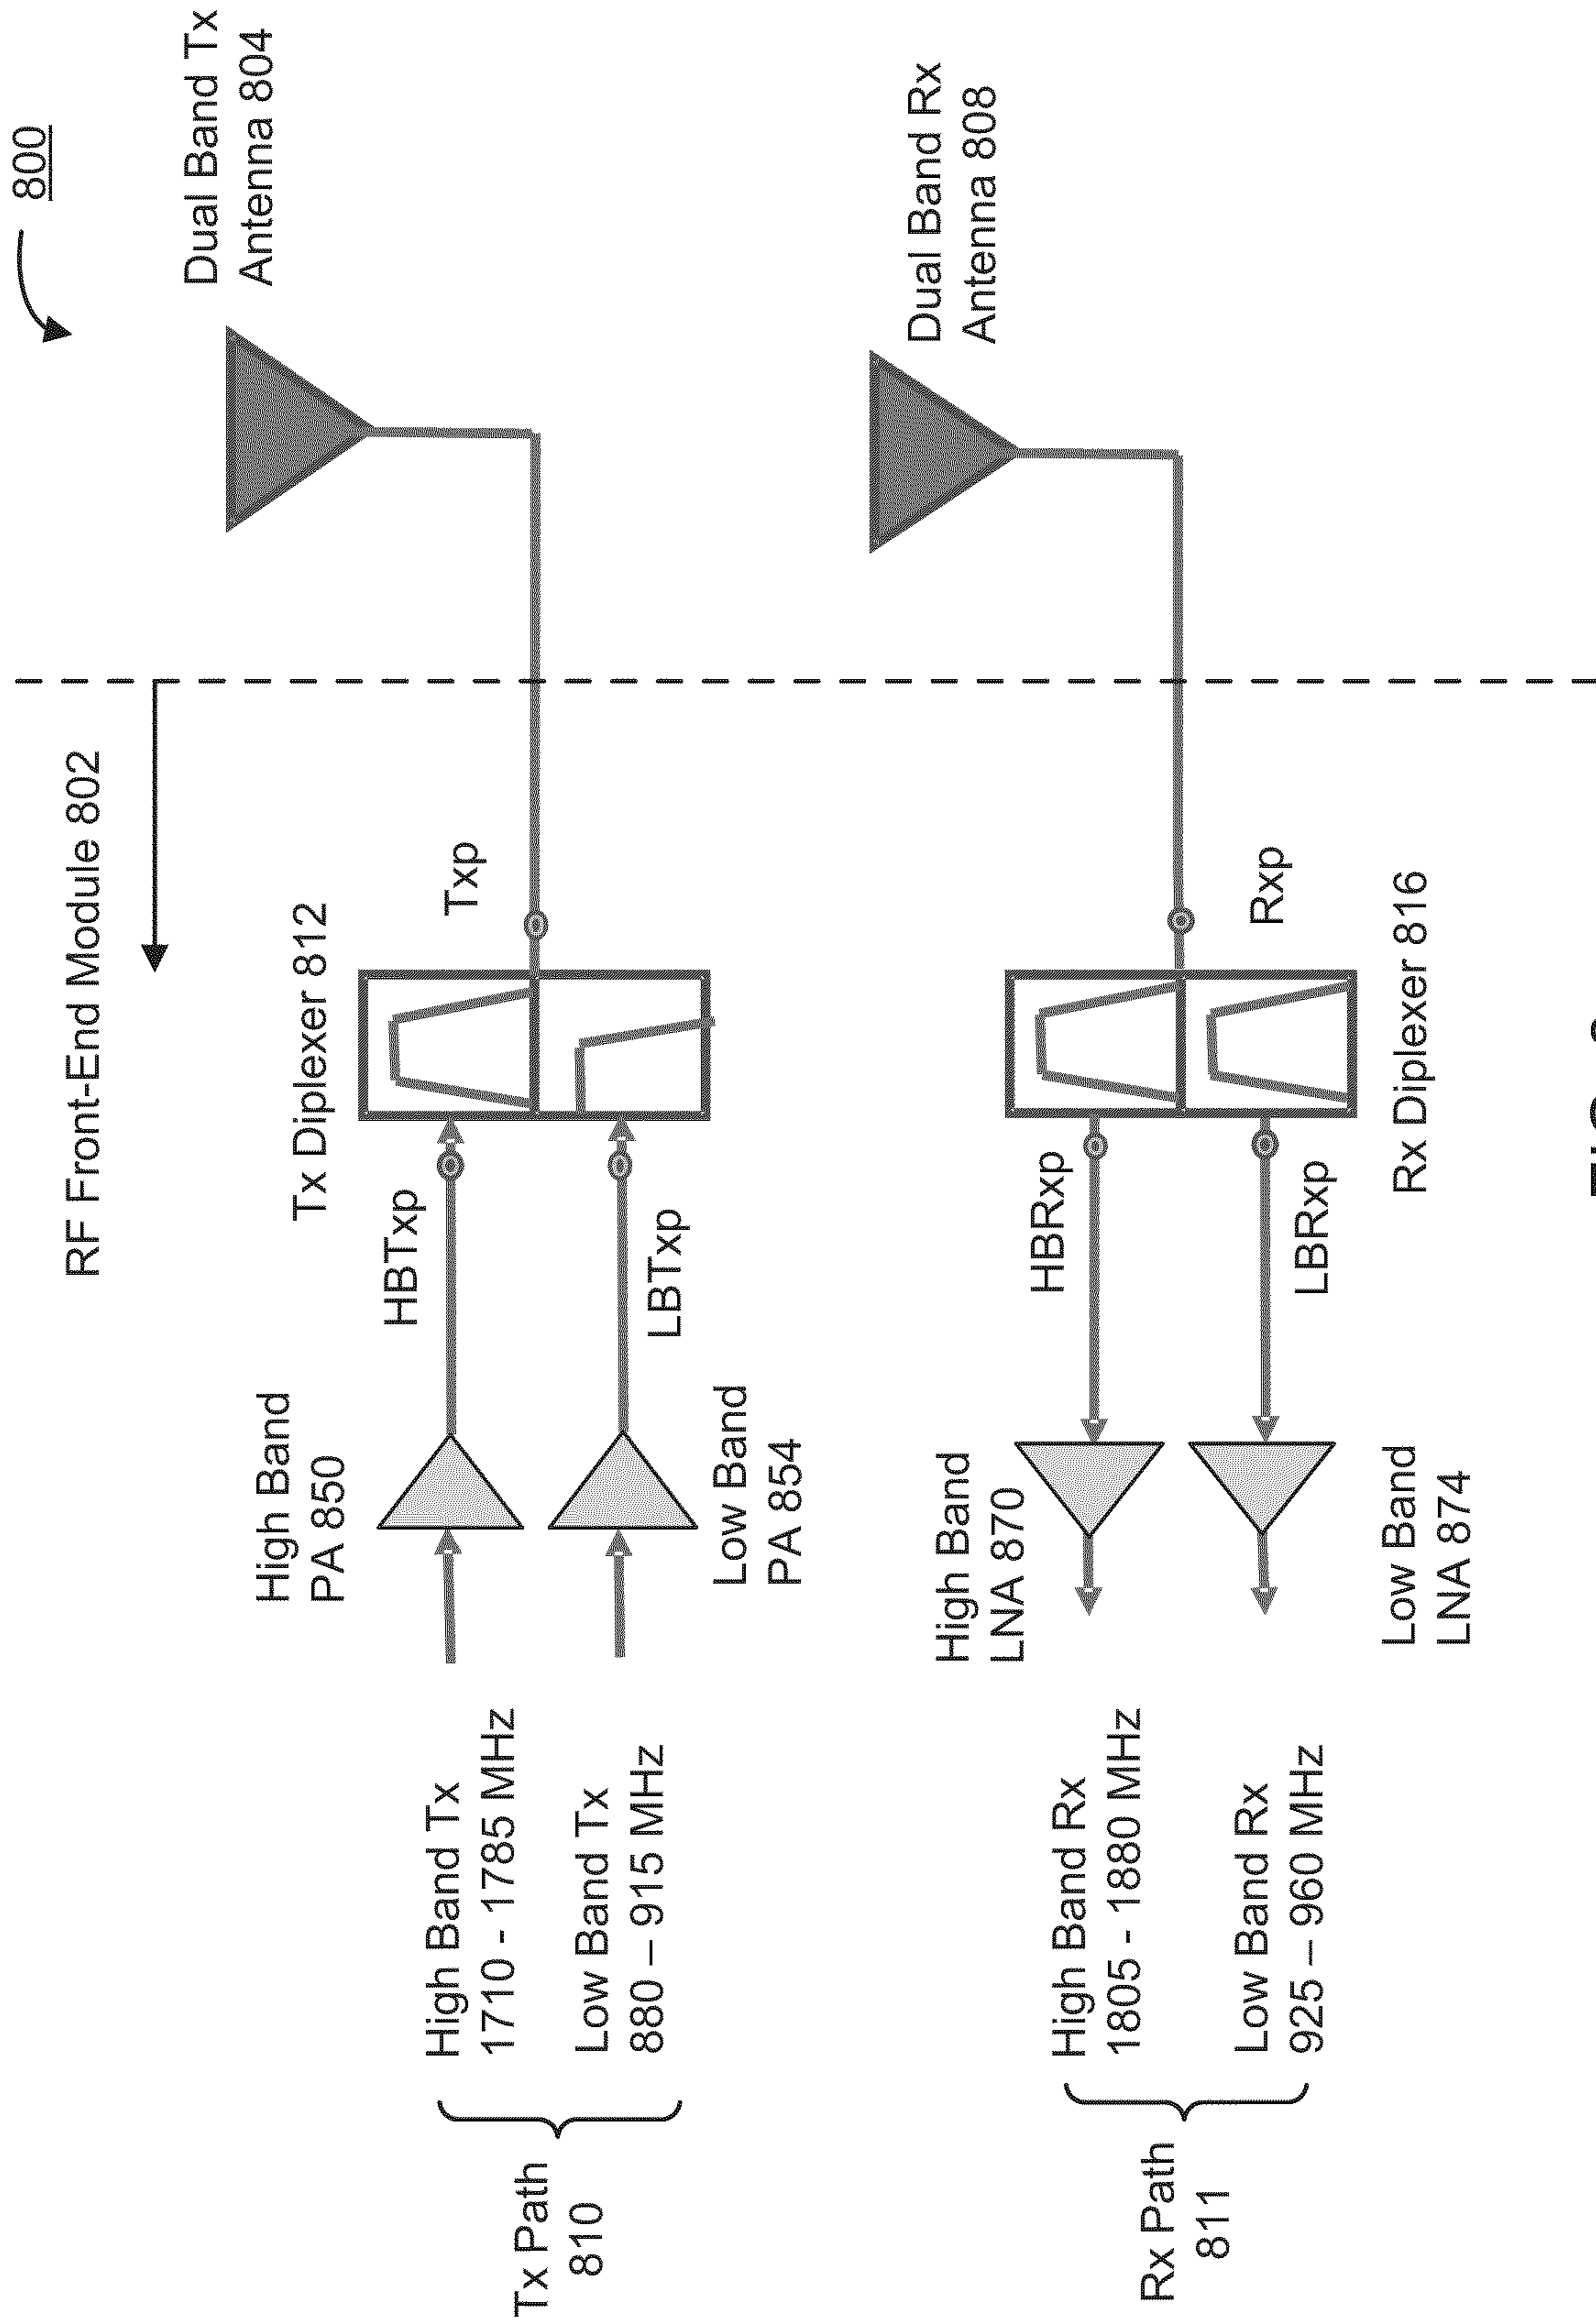 800
Dual Band Tx
Antenna 804
RF Front-End Module 802
Tx Diplexer 812
Txp
HBTxp
LBTxp
High Band
PA 850
Low Band
PA 854
High Band Tx
1710 - 1785 MHz
Low Band Tx
880 – 915 MHz
Tx Path
810
Dual Band Rx
Antenna 808
Rxp
Rx Diplexer 816
HBRxp
LBRxp
High Band
LNA 870
Low Band
LNA 874
High Band Rx
1805 - 1880 MHz
Low Band Rx
925 – 960 MHz
Rx Path
811